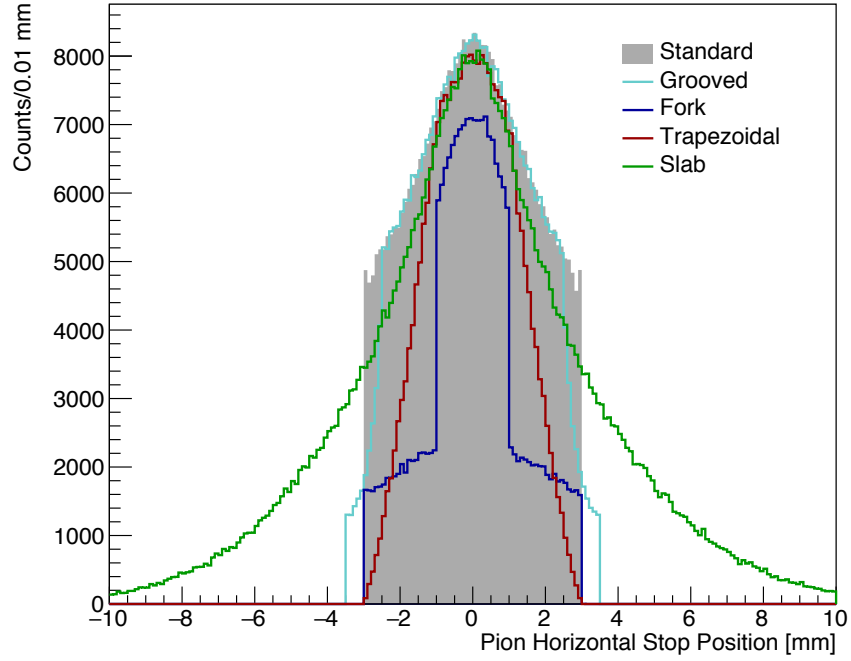 Counts/0.01 mm
8000
7000
6000
5000
4000
3000
2000
1000
0
Standard
Grooved
Fork
Trapezoidal
Slab
−10 −8 −6 −4 −2 0 2 4 6 8 10
Pion Horizontal Stop Position [mm]